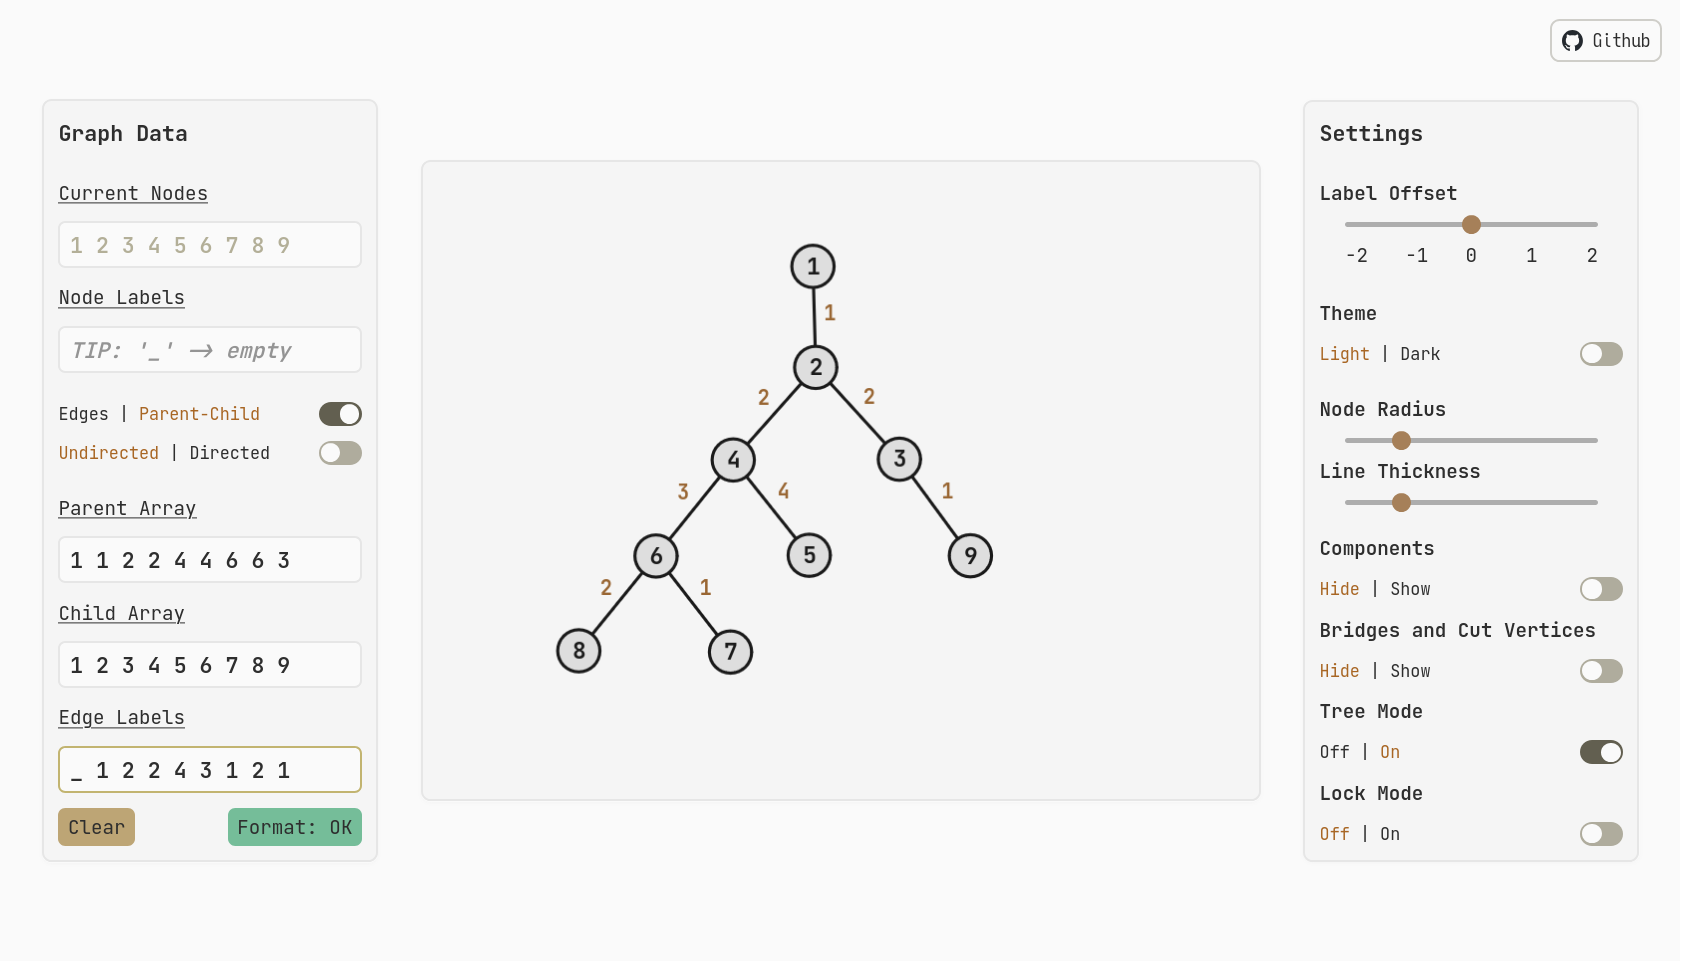 Github
Graph Data
Current Nodes
1 2 3 4 5 6 7 8 9
Node Labels
TIP: '_' -> empty
Edges | Parent-Child
Undirected | Directed
Parent Array
1 1 2 2 4 4 6 6 3
Child Array
1 2 3 4 5 6 7 8 9
Edge Labels
_ 1 2 2 4 3 1 2 1
Clear Format: OK
1
1
2
2 2
4 3
3 4 1
6 5 9
2 1
8 7
Settings
Label Offset
-2 -1 0 1 2
Theme
Light | Dark
Node Radius
Line Thickness
Components
Hide | Show
Bridges and Cut Vertices
Hide | Show
Tree Mode
Off | On
Lock Mode
Off | On